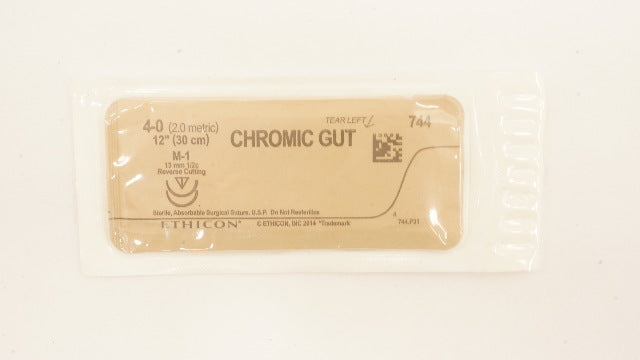 TEAR LEFT
4-0 (2.0 metric)
12" (30 cm)
CHROMIC GUT
744
M-1
13 mm 1/2c
Reverse Cutting
Sterile, Absorbable Surgical Suture, U.S.P. Do Not Resterilize
ETHICON® © ETHICON, INC 2014 *Trademark
744.P21